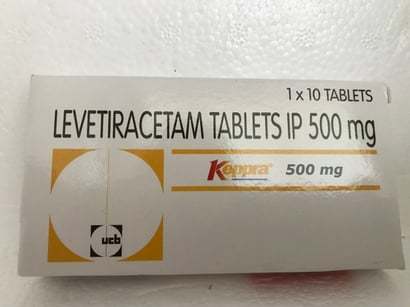 1 x 10 TABLETS
LEVETIRACETAM TABLETS IP 500 mg
Keppra 500 mg
ucb